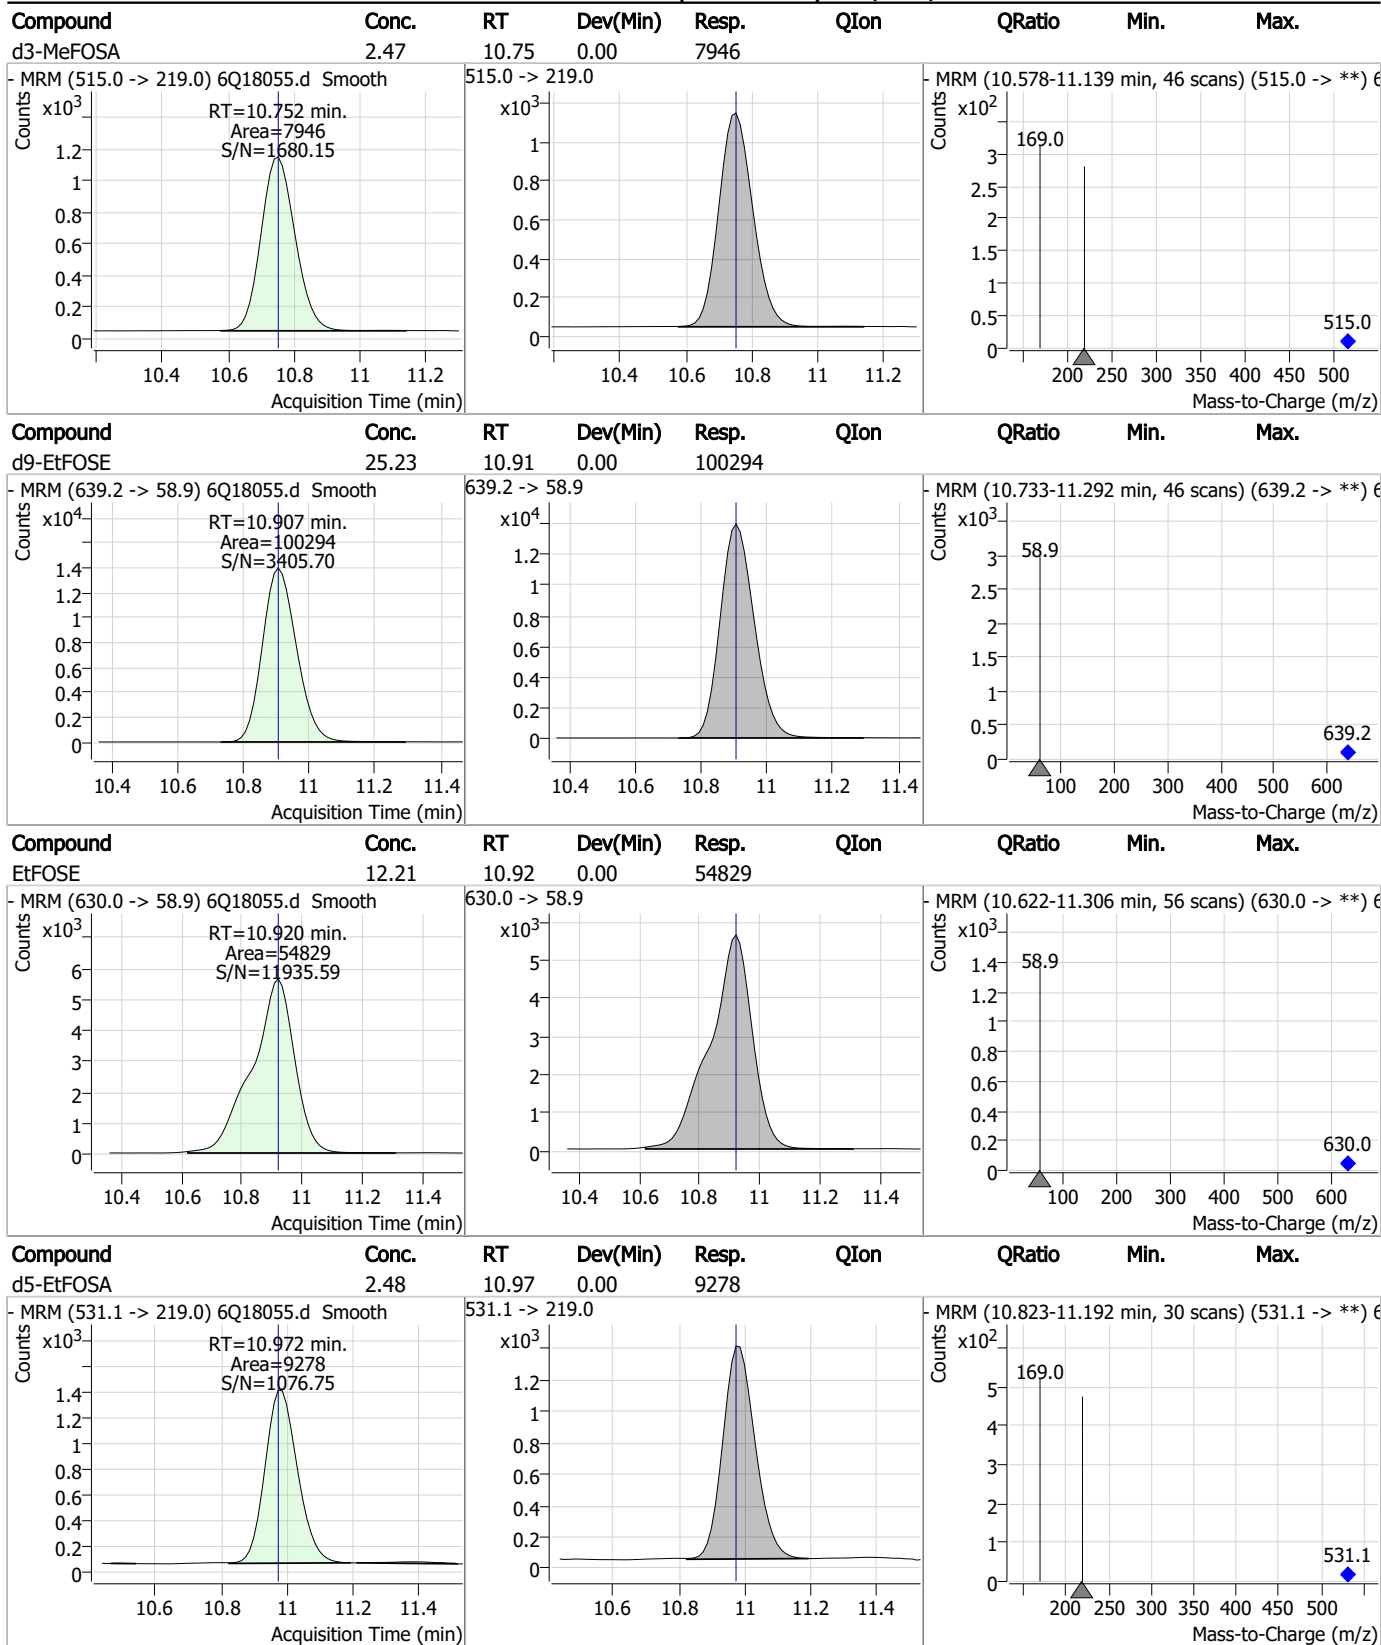 Compound Conc. RT Dev(Min) Resp. QIon QRatio Min. Max.
d3-MeFOSA 2.47 10.75 0.00 7946
- MRM (515.0 -> 219.0) 6Q18055.d Smooth
Counts
x10³
RT=10.752 min.
Area=7946
S/N=1680.15
1.2
1
0.8
0.6
0.4
0.2
0
10.4 10.6 10.8 11 11.2
Acquisition Time (min)
515.0 -> 219.0
x10³
1
0.8
0.6
0.4
0.2
0
10.4 10.6 10.8 11 11.2
- MRM (10.578-11.139 min, 46 scans) (515.0 -> **) 6
Counts
x10²
169.0
3
2.5
2
1.5
1
0.5
0
515.0
200 250 300 350 400 450 500
Mass-to-Charge (m/z)
Compound Conc. RT Dev(Min) Resp. QIon QRatio Min. Max.
d9-EtFOSE 25.23 10.91 0.00 100294
- MRM (639.2 -> 58.9) 6Q18055.d Smooth
Counts
x10⁴
RT=10.907 min.
Area=100294
S/N=3405.70
1.4
1.2
1
0.8
0.6
0.4
0.2
0
10.4 10.6 10.8 11 11.2 11.4
Acquisition Time (min)
639.2 -> 58.9
x10⁴
1.2
1
0.8
0.6
0.4
0.2
0
10.4 10.6 10.8 11 11.2 11.4
- MRM (10.733-11.292 min, 46 scans) (639.2 -> **) 6
Counts
x10³
58.9
3
2.5
2
1.5
1
0.5
0
639.2
100 200 300 400 500 600
Mass-to-Charge (m/z)
Compound Conc. RT Dev(Min) Resp. QIon QRatio Min. Max.
EtFOSE 12.21 10.92 0.00 54829
- MRM (630.0 -> 58.9) 6Q18055.d Smooth
Counts
x10³
RT=10.920 min.
Area=54829
S/N=11935.59
6
5
4
3
2
1
0
10.4 10.6 10.8 11 11.2 11.4
Acquisition Time (min)
630.0 -> 58.9
x10³
5
4
3
2
1
0
10.4 10.6 10.8 11 11.2 11.4
- MRM (10.622-11.306 min, 56 scans) (630.0 -> **) 6
Counts
x10³
58.9
1.4
1.2
1
0.8
0.6
0.4
0.2
0
630.0
100 200 300 400 500 600
Mass-to-Charge (m/z)
Compound Conc. RT Dev(Min) Resp. QIon QRatio Min. Max.
d5-EtFOSA 2.48 10.97 0.00 9278
- MRM (531.1 -> 219.0) 6Q18055.d Smooth
Counts
x10³
RT=10.972 min.
Area=9278
S/N=1076.75
1.4
1.2
1
0.8
0.6
0.4
0.2
0
10.6 10.8 11 11.2 11.4
Acquisition Time (min)
531.1 -> 219.0
x10³
1.2
1
0.8
0.6
0.4
0.2
0
10.6 10.8 11 11.2 11.4
- MRM (10.823-11.192 min, 30 scans) (531.1 -> **) 6
Counts
x10²
169.0
5
4
3
2
1
0
531.1
200 250 300 350 400 450 500
Mass-to-Charge (m/z)